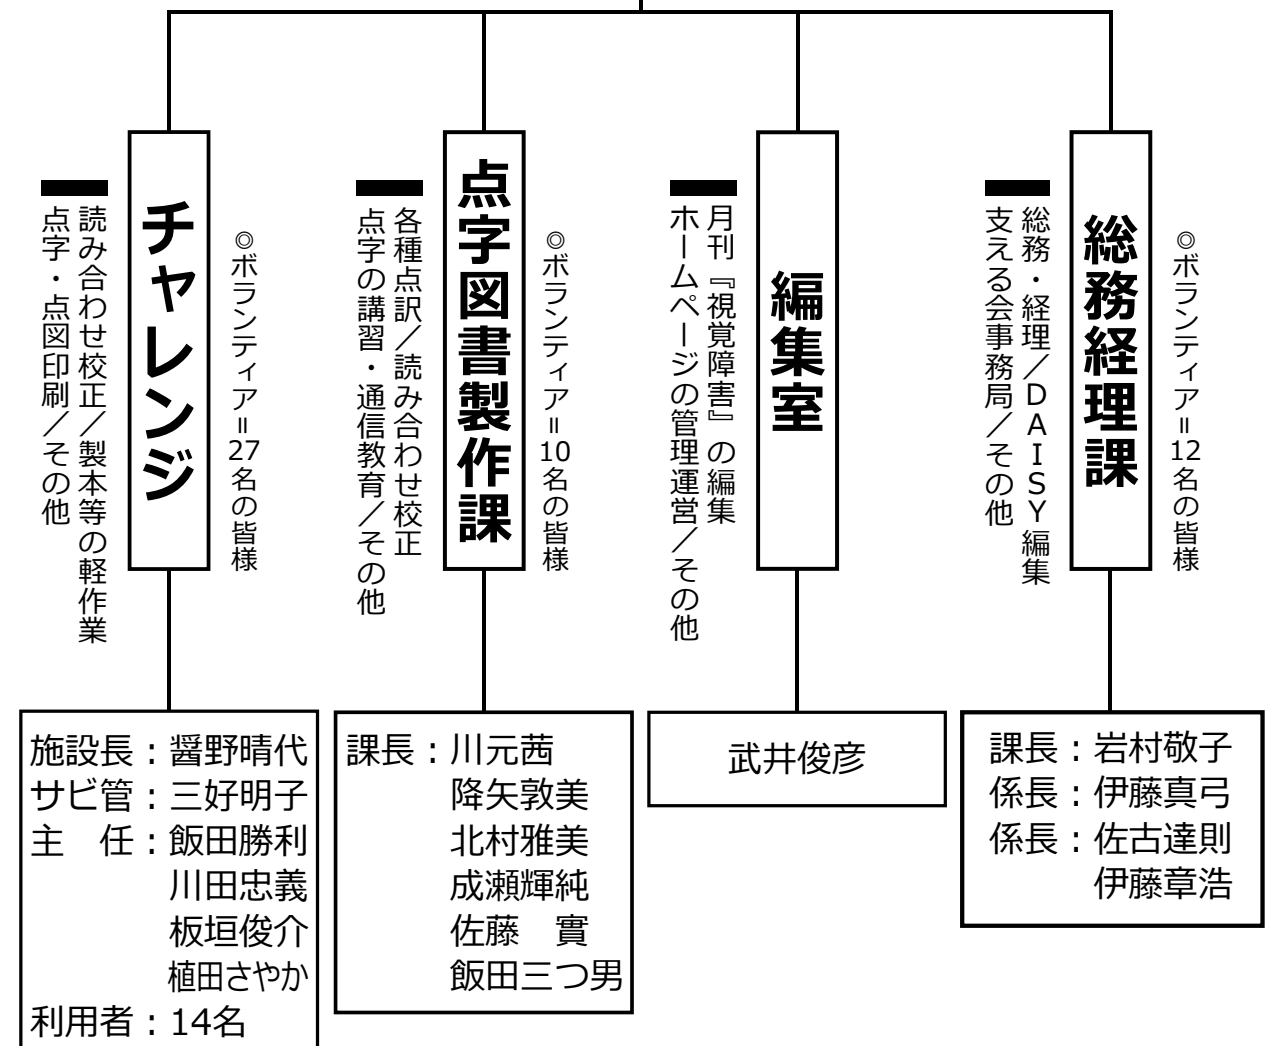 総務経理課
◎ボランティア＝12名の皆様
総務・経理／ＤＡＩＳＹ編集
支える会事務局／その他
課長：岩村敬子
係長：伊藤真弓
係長：佐古達則
伊藤章浩
編集室
月刊『視覚障害』の編集
ホームページの管理運営／その他
武井俊彦
点字図書製作課
◎ボランティア＝10名の皆様
各種点訳／読み合わせ校正
点字の講習・通信教育／その他
課長：川元茜
降矢敦美
北村雅美
成瀬輝純
佐藤　實
飯田三つ男
チャレンジ
◎ボランティア＝27名の皆様
読み合わせ校正／製本等の軽作業
点字・点図印刷／その他
施設長：醤野晴代
サビ管：三好明子
主　任：飯田勝利
川田忠義
板垣俊介
植田さやか
利用者：14名